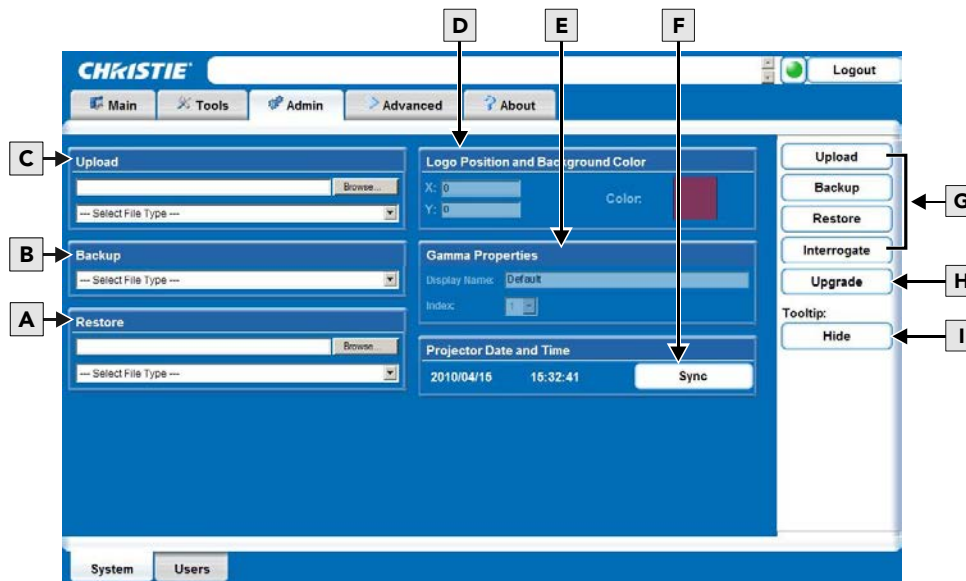 D E F
CHRISTIE Logout
Main Tools Admin Advanced About
C
Upload
Browse...
--- Select File Type ---
B
Backup
--- Select File Type ---
A
Restore
Browse...
--- Select File Type ---
Logo Position and Background Color
X: 0
Y: 0
Color:
Gamma Properties
Display Name: Default
Index: 1
Projector Date and Time
2010/04/15 15:32:41 Sync
Upload
Backup
Restore
Interrogate
Upgrade
Tooltip:
Hide
G
H
I
System Users